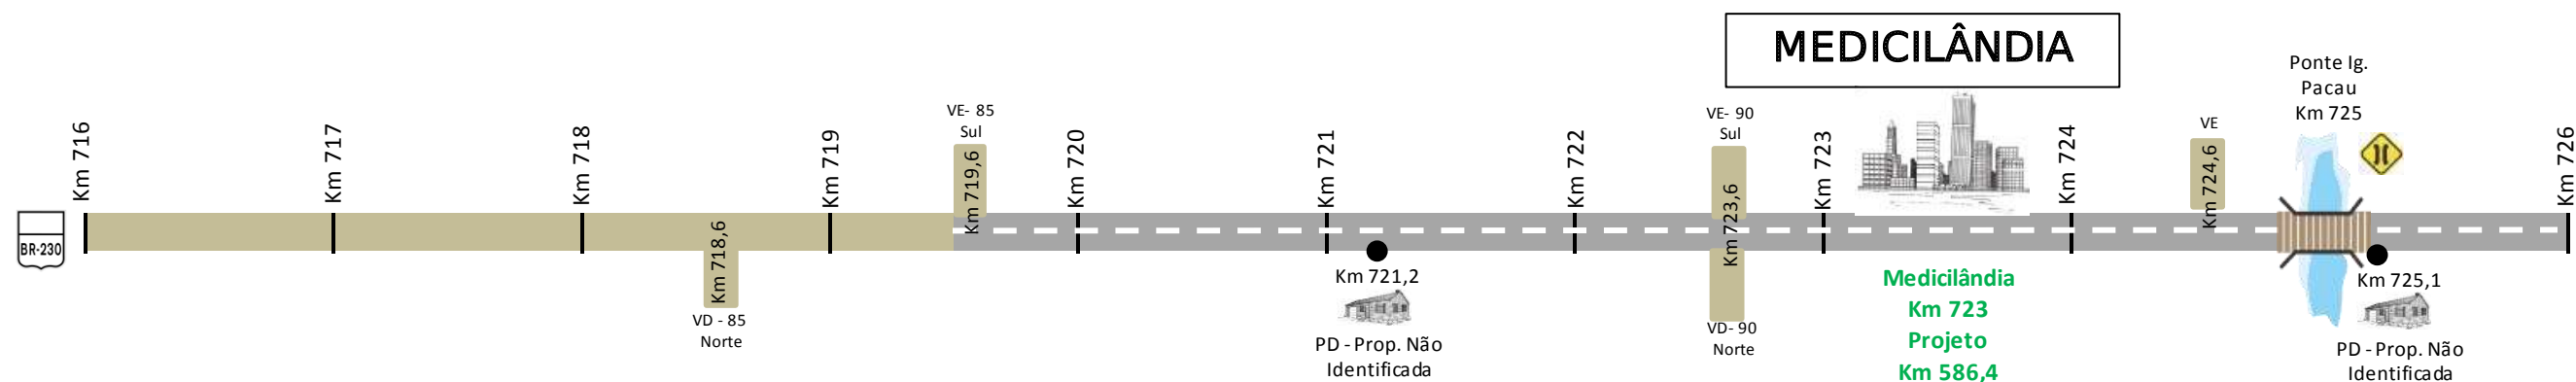 MEDICILÂNDIA
Ponte Ig.
Pacau
Km 725
VE- 85
Sul
VE- 90
Sul
VE
Km 716
Km 717
Km 718
Km 719
Km 719,6
Km 720
Km 721
Km 722
Km 723,6
Km 723
Km 724
Km 724,6
Km 726
BR-230
Km 718,6
VD - 85
Norte
Km 721,2
PD - Prop. Não
Identificada
VD- 90
Norte
Medicilândia
Km 723
Projeto
Km 586,4
Km 725,1
PD - Prop. Não
Identificada